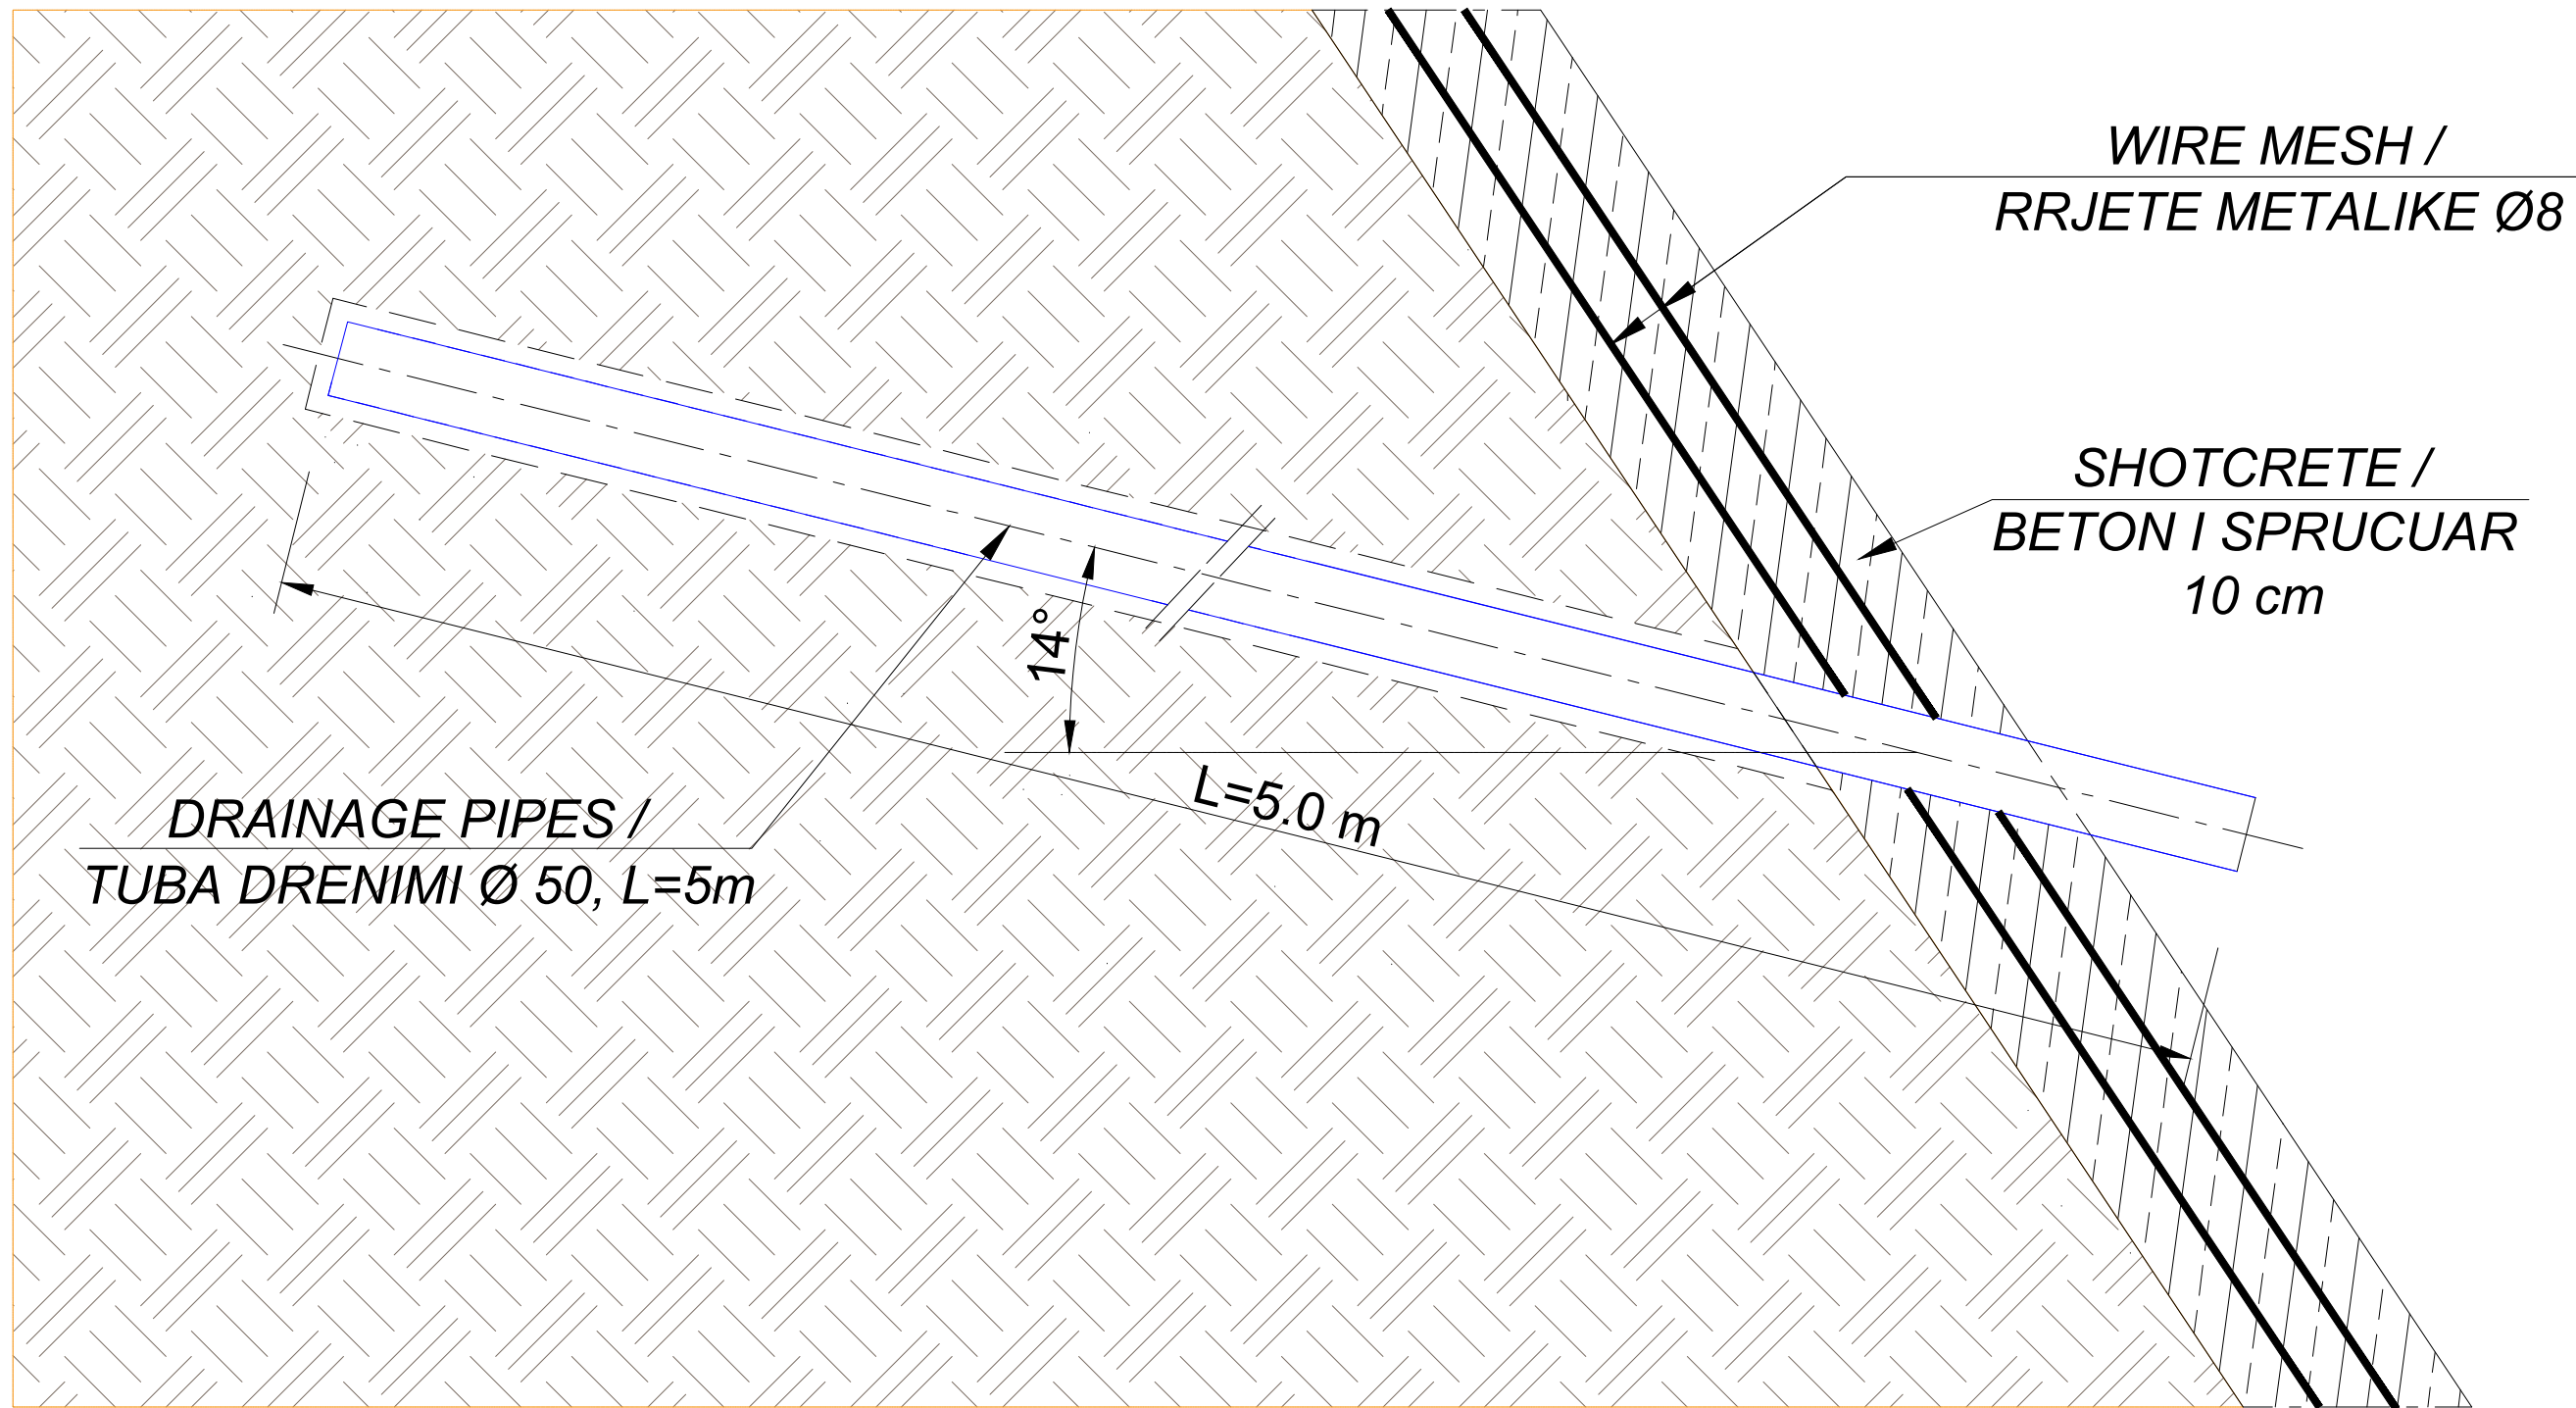 WIRE MESH /
RRJETE METALIKE Ø8
SHOTCRETE /
BETON I SPRUCUAR
10 cm
14°
L=5.0 m
DRAINAGE PIPES /
TUBA DRENIMI Ø 50, L=5m